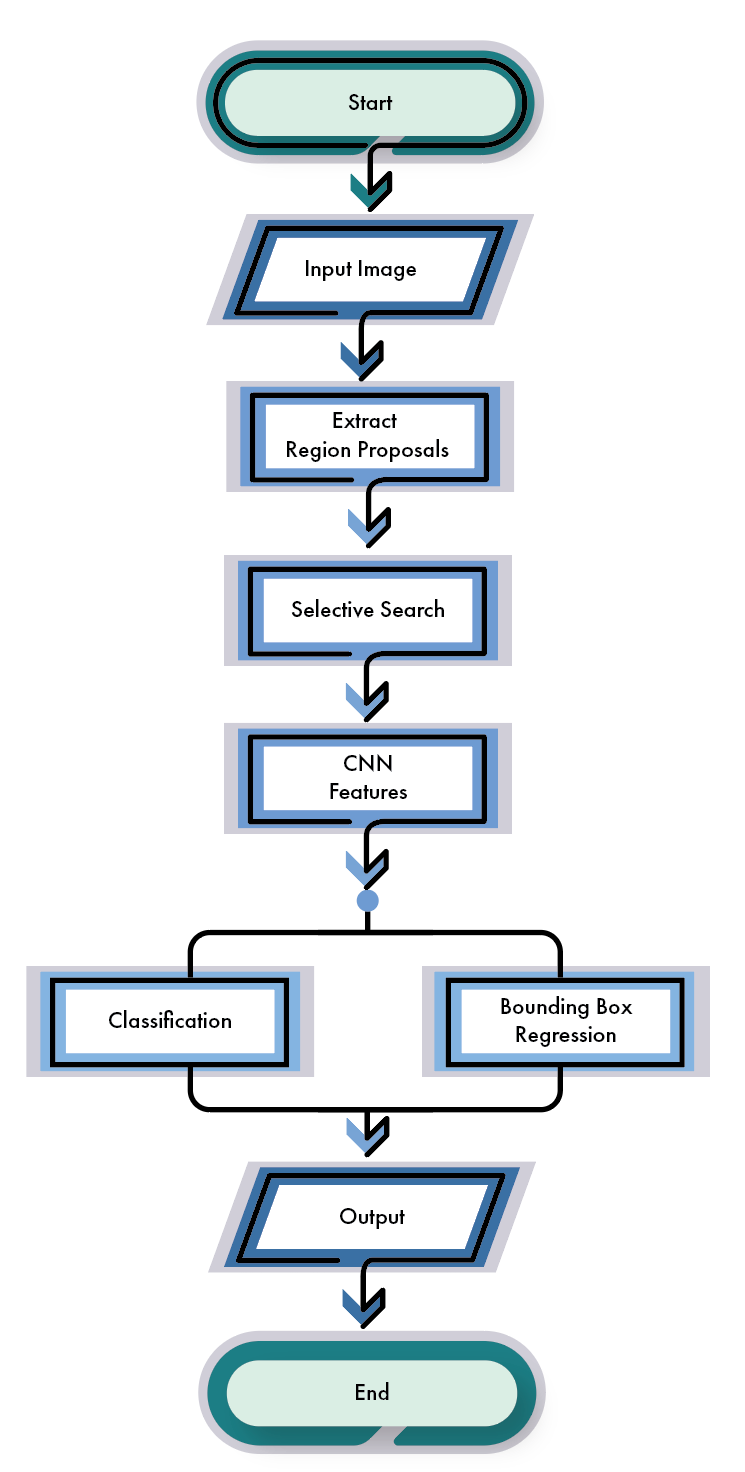 Start
Input Image
Extract
Region Proposals
Selective Search
CNN
Features
Classification
Bounding Box
Regression
Output
End